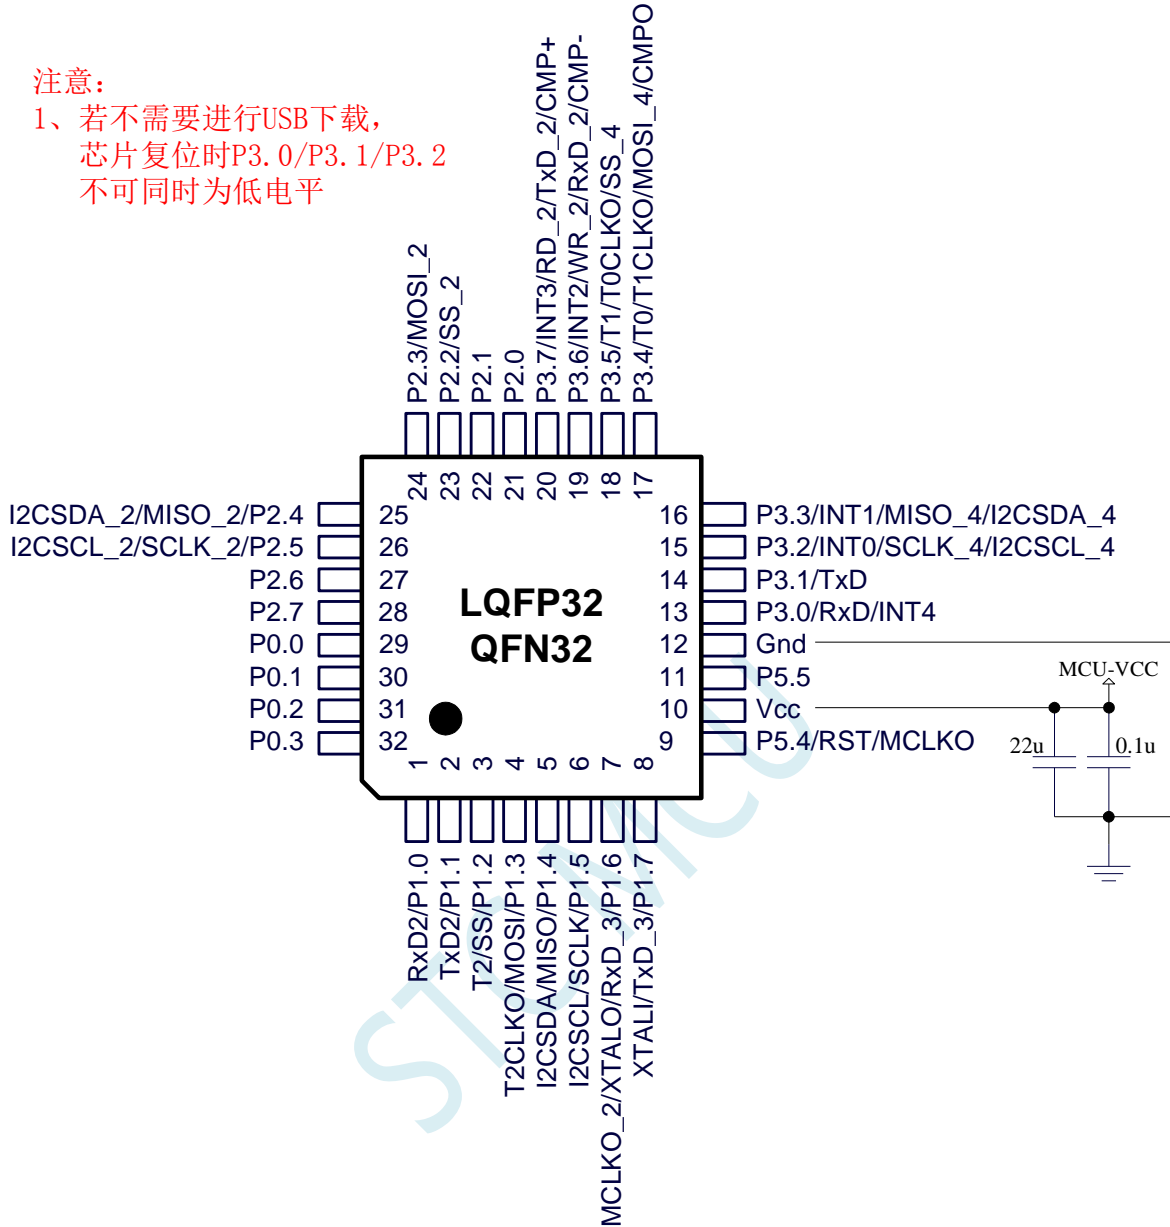 注意：
1、若不需要进行USB下载，
芯片复位时P3.0/P3.1/P3.2
不可同时为低电平
P2.3/MOSI_2
P2.2/SS_2
P2.1
P2.0
P3.7/INT3/RD_2/TxD_2/CMP+
P3.6/INT2/WR_2/RxD_2/CMP-
P3.5/T1/T0CLKO/SS_4
P3.4/T0/T1CLKO/MOSI_4/CMPO
24 23 22 21 20 19 18 17
I2CSDA_2/MISO_2/P2.4 25
I2CSCL_2/SCLK_2/P2.5 26
P2.6 27
P2.7 28
P0.0 29
P0.1 30
P0.2 31
P0.3 32
LQFP32
QFN32
16 P3.3/INT1/MISO_4/I2CSDA_4
15 P3.2/INT0/SCLK_4/I2CSCL_4
14 P3.1/TxD
13 P3.0/RxD/INT4
12 Gnd
11 P5.5
10 Vcc
9 P5.4/RST/MCLKO
MCU-VCC
22u
0.1u
1 2 3 4 5 6 7 8
RxD2/P1.0
TxD2/P1.1
T2/SS/P1.2
T2CLKO/MOSI/P1.3
I2CSDA/MISO/P1.4
I2CSCL/SCLK/P1.5
MCLKO_2/XTALO/RxD_3/P1.6
XTALI/TxD_3/P1.7
STCMCU